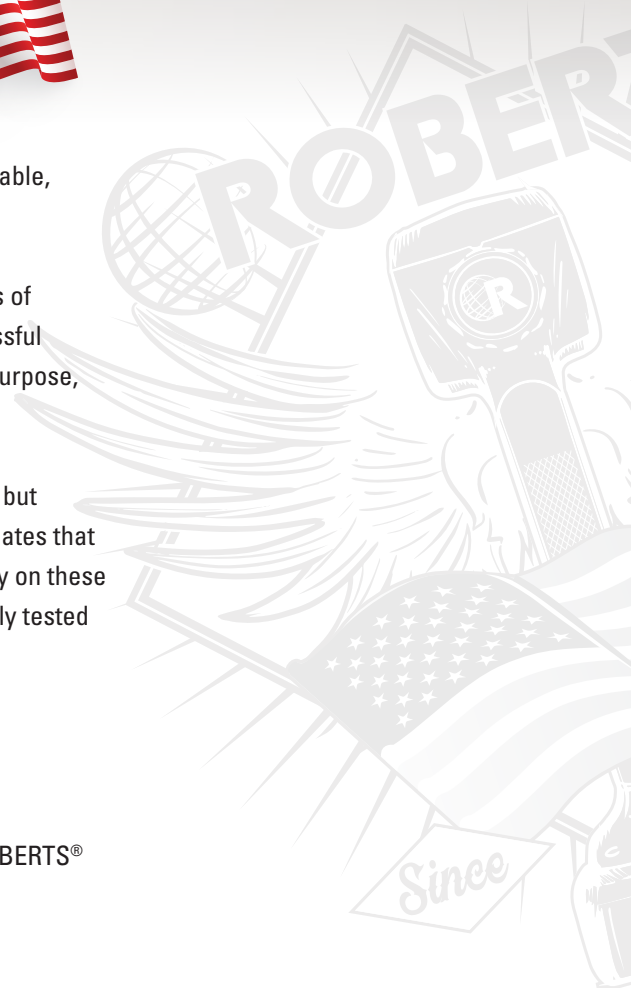 able,
s of
ssful
urpose,
but
ates that
y on these
ly tested
BERTS®
ROBERT
R
Since